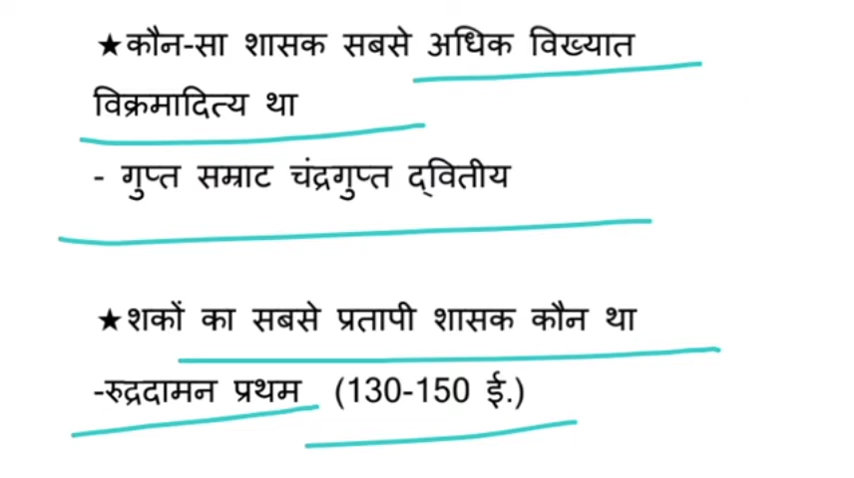 ★कौन-सा शासक सबसे अधिक विख्यात
विक्रमादित्य था
- गुप्त सम्राट चंद्रगुप्त द्वितीय
★शकों का सबसे प्रतापी शासक कौन था
-रुद्रदामन प्रथम (130-150 ई.)